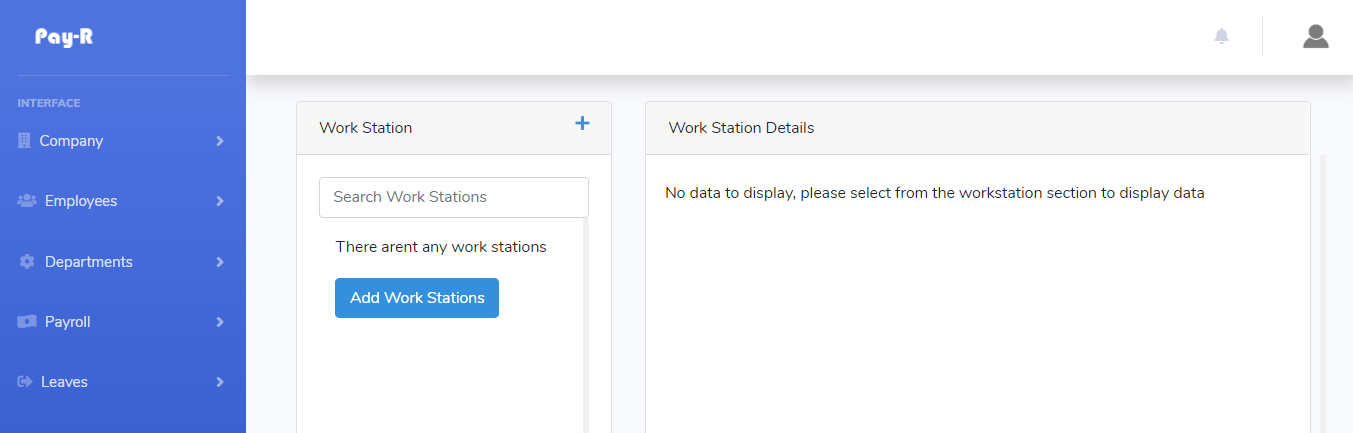 Pay-R
INTERFACE
Company
Employees
Departments
Payroll
Leaves
Work Station
Search Work Stations
There arent any work stations
Add Work Stations
Work Station Details
No data to display, please select from the workstation section to display data